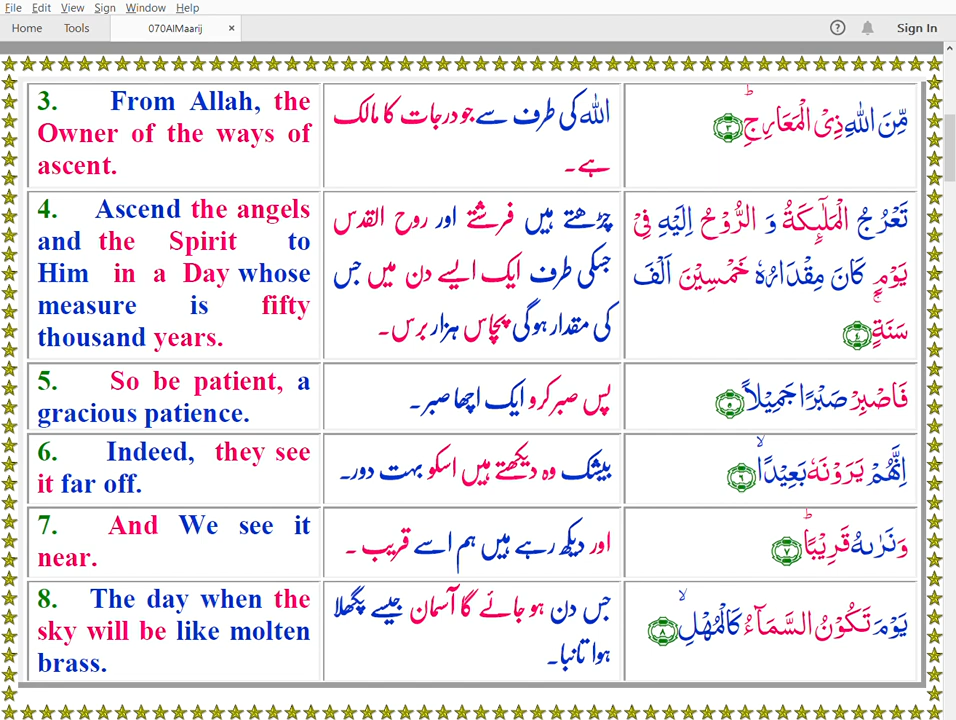 File Edit View Sign Window Help
Home Tools 070AlMaarij × ? Sign In
3. From Allah, the
Owner of the ways of
ascent.
اللہ کی طرف سے جو درجات کا مالک
ہے۔
مِّنَ اللّٰهِ ذِی الْمَعَارِجِ ﴿۳﴾ؕ
4. Ascend the angels
and the Spirit to
Him in a Day whose
measure is fifty
thousand years.
چڑھتے ہیں فرشتے اور روح القدس
جسکی طرف ایک ایسے دن میں جس
کی مقدار ہوگی پچاس ہزار برس۔
تَعْرُجُ الْمَلٰٓئِكَةُ وَ الرُّوْحُ اِلَیْهِ فِیْ
یَوْمٍ كَانَ مِقْدَارُهٗ خَمْسِیْنَ اَلْفَ
سَنَةٍۚ ﴿۴﴾
5. So be patient, a
gracious patience.
پس صبر کرو ایک اچھا صبر۔
فَاصْبِرْ صَبْرًا جَمِیْلًا ﴿۵﴾
6. Indeed, they see
it far off.
بیشک وہ دیکھتے ہیں اسکو بہت دور۔
اِنَّهُمْ یَرَوْنَهٗ بَعِیْدًا ﴿۶﴾ۙ
7. And We see it
near.
اور دیکھ رہے ہیں ہم اسے قریب۔
وَ نَرٰىهُ قَرِیْبًا ﴿۷﴾ؕ
8. The day when the
sky will be like molten
brass.
جس دن ہو جائے گا آسمان جیسے پگھلا
ہوا تانبا۔
یَوْمَ تَكُوْنُ السَّمَآءُ كَالْمُهْلِ ﴿۸﴾ۙ